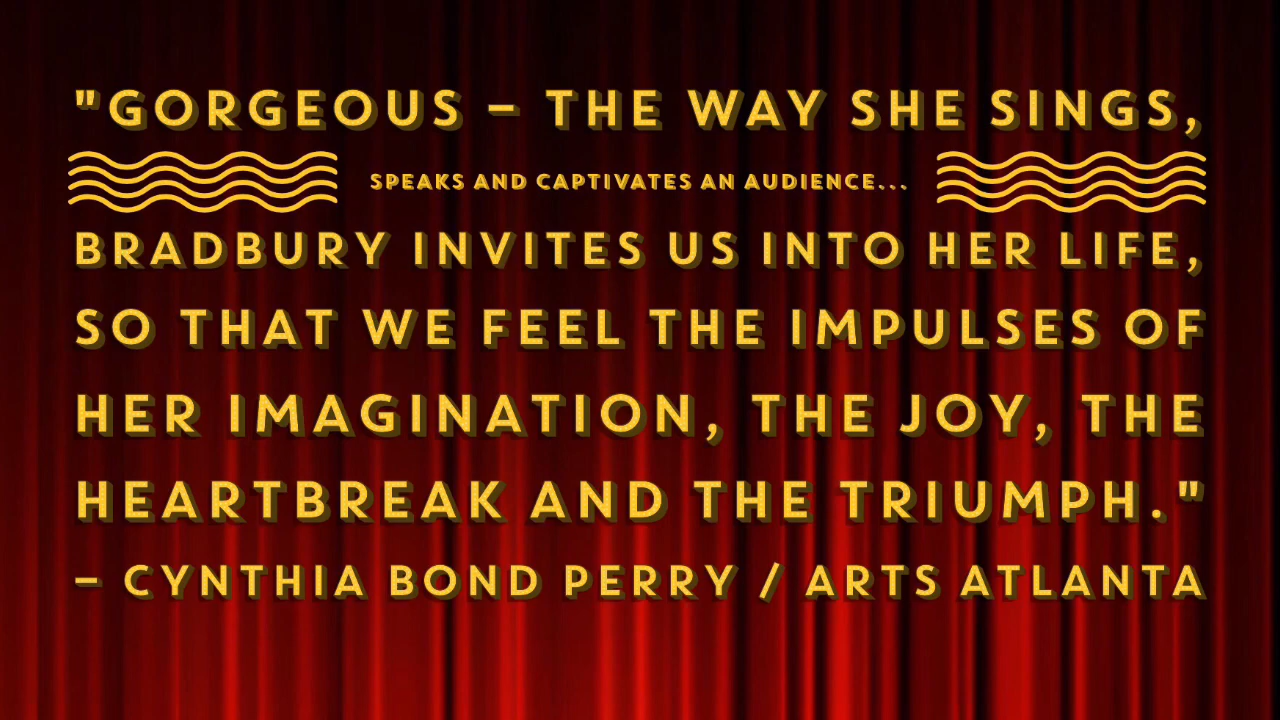 "GORGEOUS – THE WAY SHE SINGS,
SPEAKS AND CAPTIVATES AN AUDIENCE...
BRADBURY INVITES US INTO HER LIFE,
SO THAT WE FEEL THE IMPULSES OF
HER IMAGINATION, THE JOY, THE
HEARTBREAK AND THE TRIUMPH."
– CYNTHIA BOND PERRY / ARTS ATLANTA